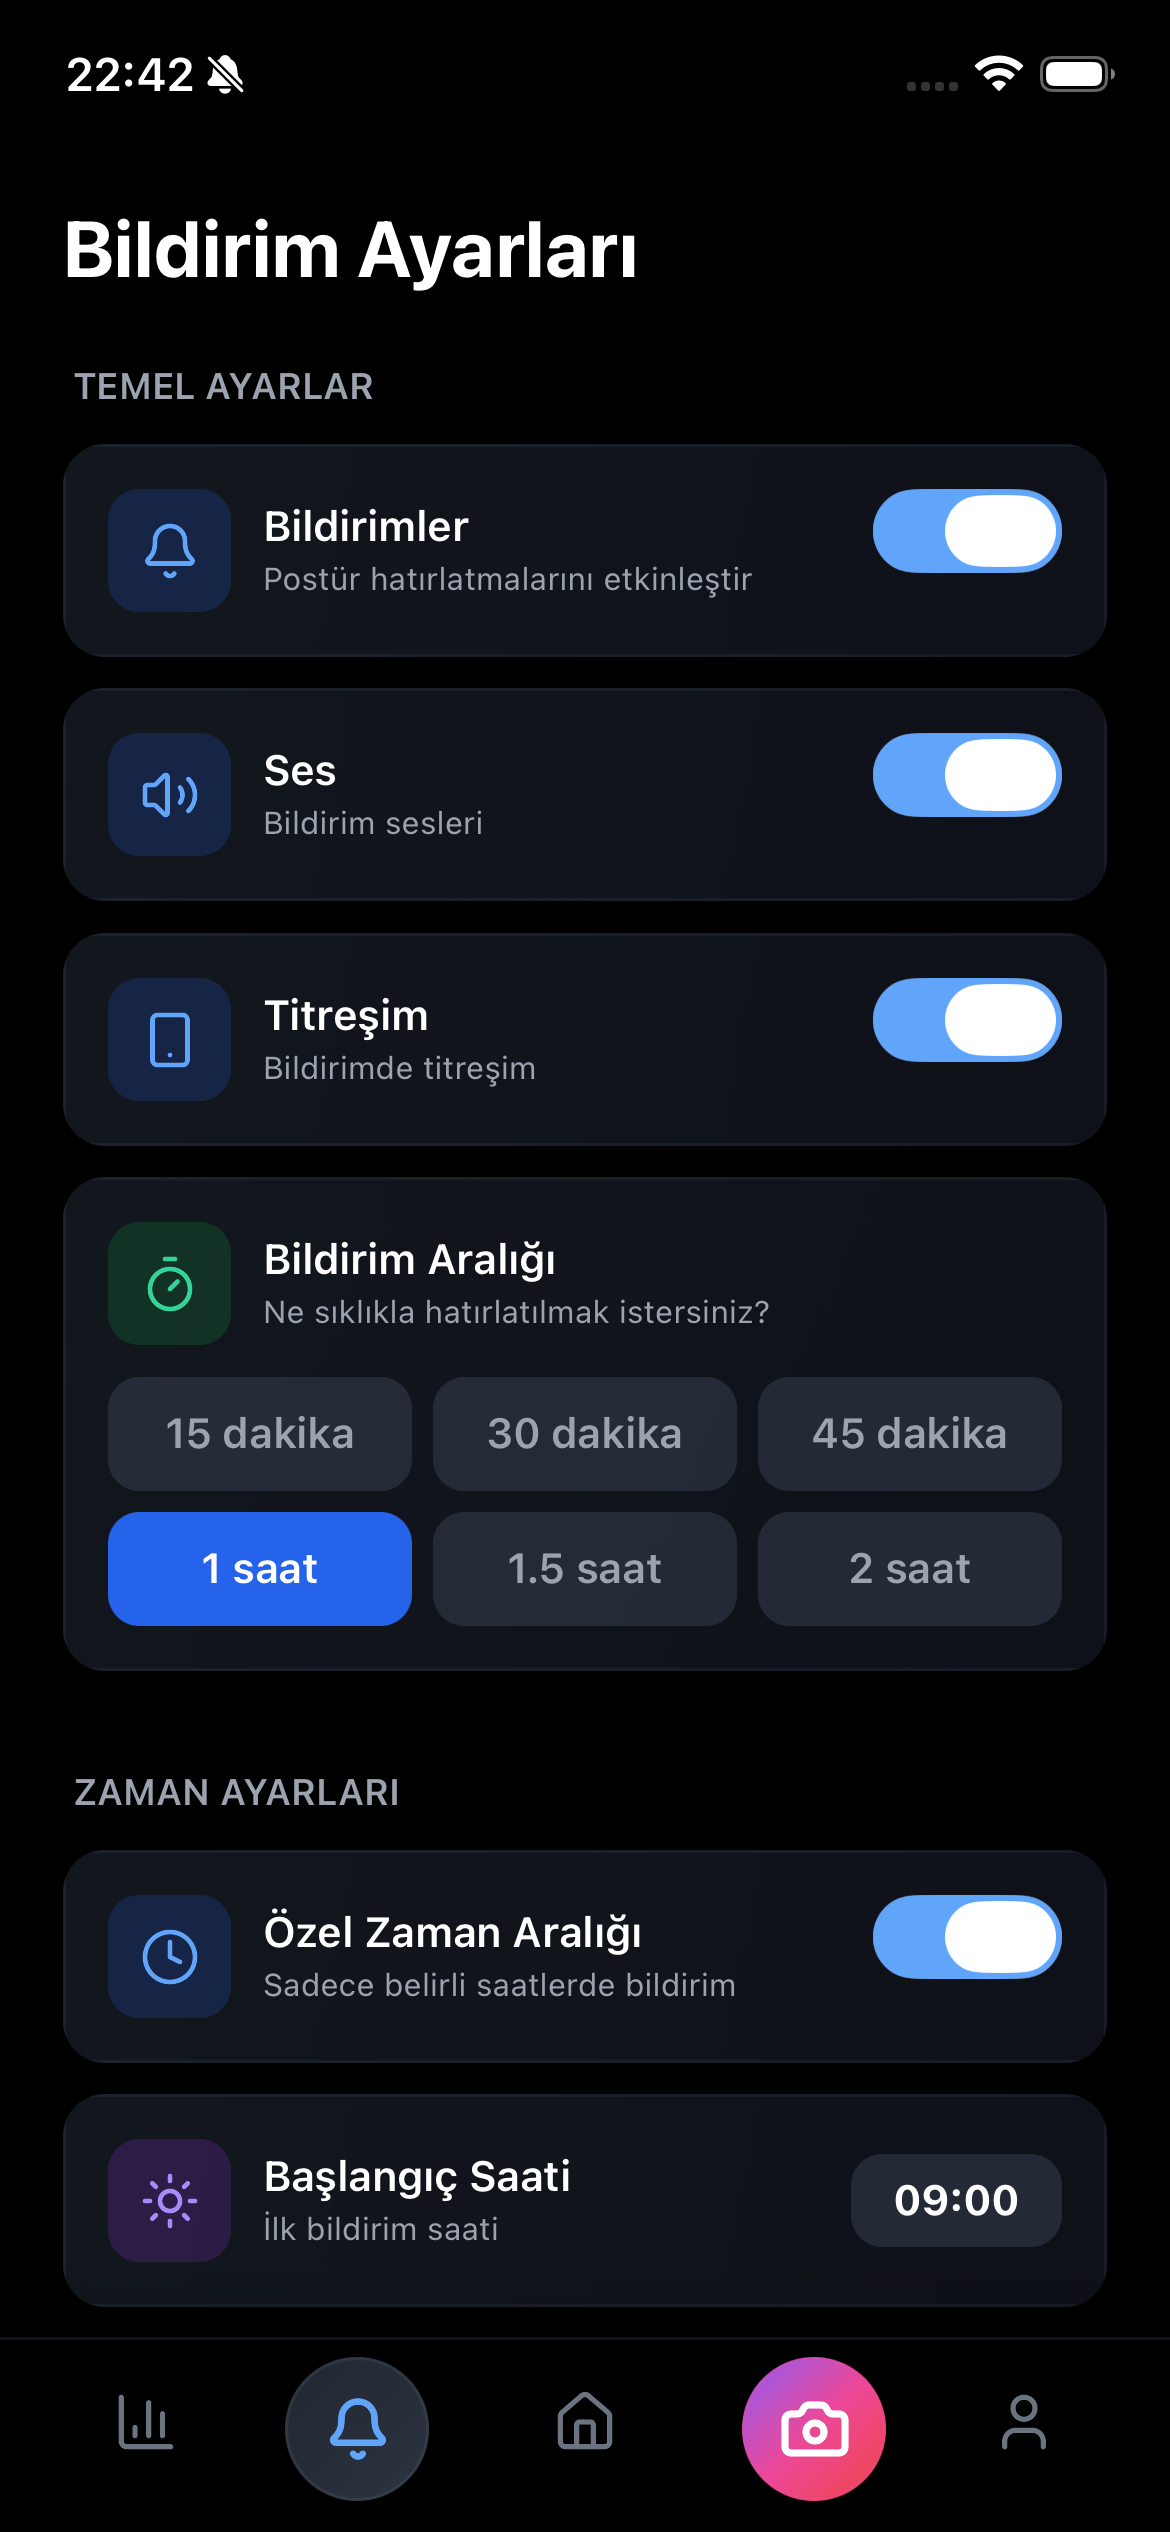 22:42
Bildirim Ayarları
TEMEL AYARLAR
Bildirimler
Postür hatırlatmalarını etkinleştir
Ses
Bildirim sesleri
Titreşim
Bildirimde titreşim
Bildirim Aralığı
Ne sıklıkla hatırlatılmak istersiniz?
15 dakika 30 dakika 45 dakika
1 saat 1.5 saat 2 saat
ZAMAN AYARLARI
Özel Zaman Aralığı
Sadece belirli saatlerde bildirim
Başlangıç Saati
İlk bildirim saati
09:00